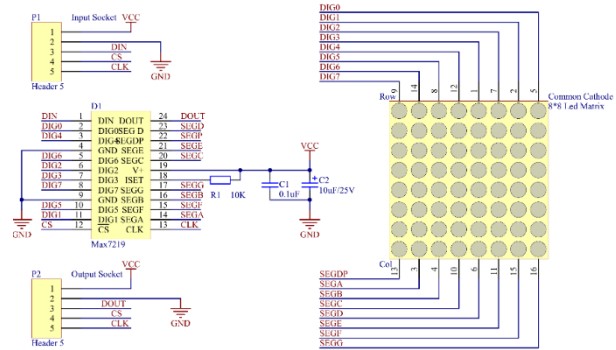 P1
Input Socket
VCC
1
2
3
DIN
4
CS
5
CLK
Header 5
GND
D1
DIN 1 DIN DOUT 24 DOUT
DIG0 2 DIG0 SEG D 23 SEGD
DIG4 3 DIG4 SEGDP 22 SEGP
4 GND SEGE 21 SEGE
DIG6 5 DIG6 SEGC 20 SEGC
DIG2 6 DIG2 V+ 19
DIG3 7 DIG3 ISET 18
DIG7 8 DIG7 SEGG 17 SEGG
9 GND SEGB 16 SEGB
DIG5 10 DIG5 SEGF 15 SEGF
DIG1 11 DIG1 SEGA 14 SEGA
CS 12 CS CLK 13 CLK
Max7219
GND
R1 10K
VCC
C1
0.1uF
C2
10uF/25V
GND
P2
Output Socket
VCC
1
2
3
DOUT
4
CS
5
CLK
Header 5
GND
DIG0
DIG1
DIG2
DIG3
DIG4
DIG5
DIG6
DIG7
9 14 8 12 1 7 2 5
Row
Common Cathode
8*8 Led Matrix
Col
13 3 4 10 6 11 15 16
SEGDP
SEGA
SEGB
SEGC
SEGD
SEGE
SEGF
SEGG